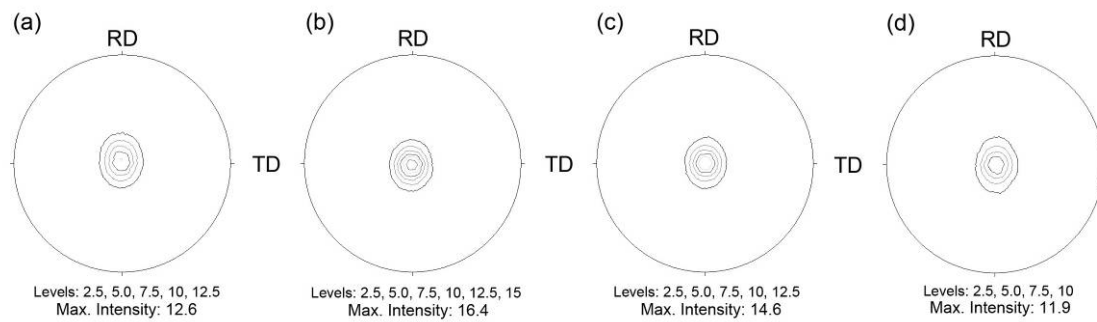 (a)
RD
TD
Levels: 2.5, 5.0, 7.5, 10, 12.5
Max. Intensity: 12.6
(b)
RD
TD
Levels: 2.5, 5.0, 7.5, 10, 12.5, 15
Max. Intensity: 16.4
(c)
RD
TD
Levels: 2.5, 5.0, 7.5, 10, 12.5
Max. Intensity: 14.6
(d)
RD
Levels: 2.5, 5.0, 7.5, 10
Max. Intensity: 11.9